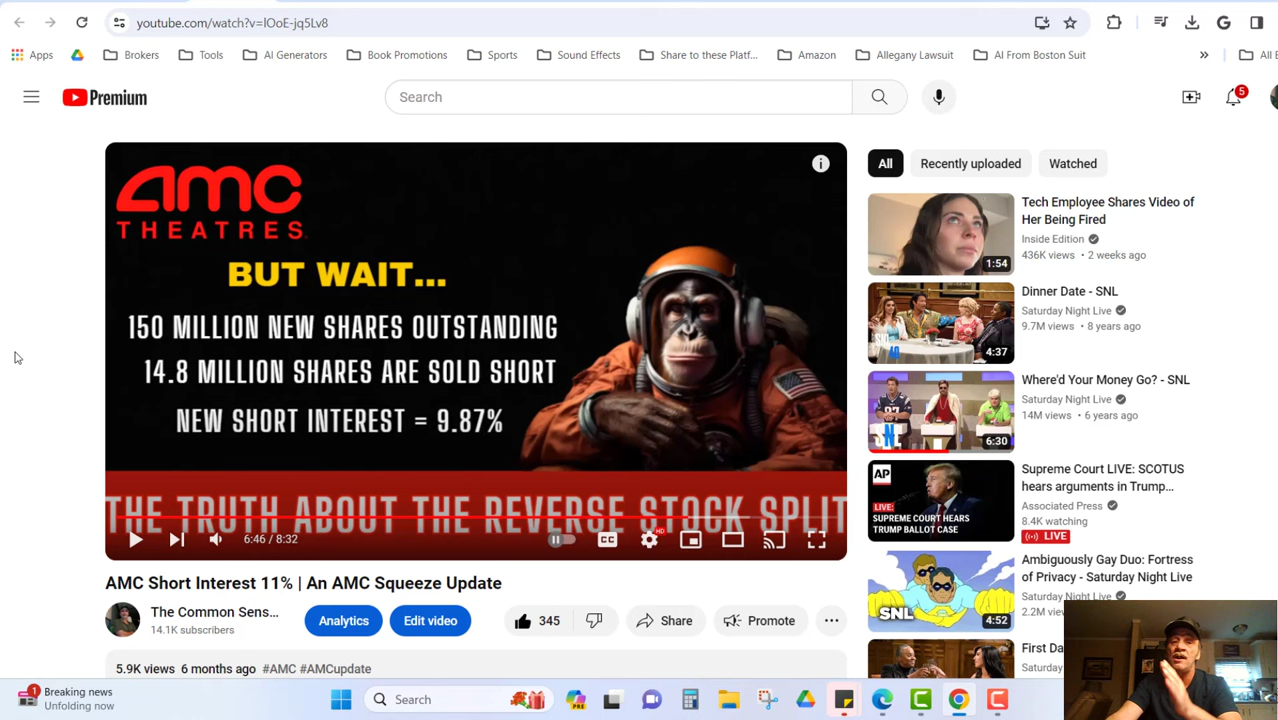 youtube.com/watch?v=lOoE-jq5Lv8
Apps Brokers Tools AI Generators Book Promotions Sports Sound Effects Share to these Platf... Amazon Allegany Lawsuit AI From Boston Suit » All E
Premium
Search
5
AMC
THEATRES
BUT WAIT...
150 MILLION NEW SHARES OUTSTANDING
14.8 MILLION SHARES ARE SOLD SHORT
NEW SHORT INTEREST = 9.87%
THE TRUTH ABOUT THE REVERSE STOCK SPLIT
6:46 / 8:32
CC
HD
AMC Short Interest 11% | An AMC Squeeze Update
The Common Sens...
14.1K subscribers
Analytics
Edit video
345
Share
Promote
5.9K views 6 months ago #AMC #AMCupdate
All
Recently uploaded
Watched
Tech Employee Shares Video of
Her Being Fired
Inside Edition
436K views • 2 weeks ago
1:54
Dinner Date - SNL
Saturday Night Live
9.7M views • 8 years ago
4:37
Where'd Your Money Go? - SNL
Saturday Night Live
14M views • 6 years ago
SNL
6:30
Supreme Court LIVE: SCOTUS
hears arguments in Trump...
Associated Press
8.4K watching
LIVE
AP
LIVE:
SUPREME COURT HEARS
TRUMP BALLOT CASE
Ambiguously Gay Duo: Fortress
of Privacy - Saturday Night Live
Saturday Night Live
2.2M views
SNL
4:52
First Da
Saturday
1
Breaking news
Unfolding now
Search
PRE